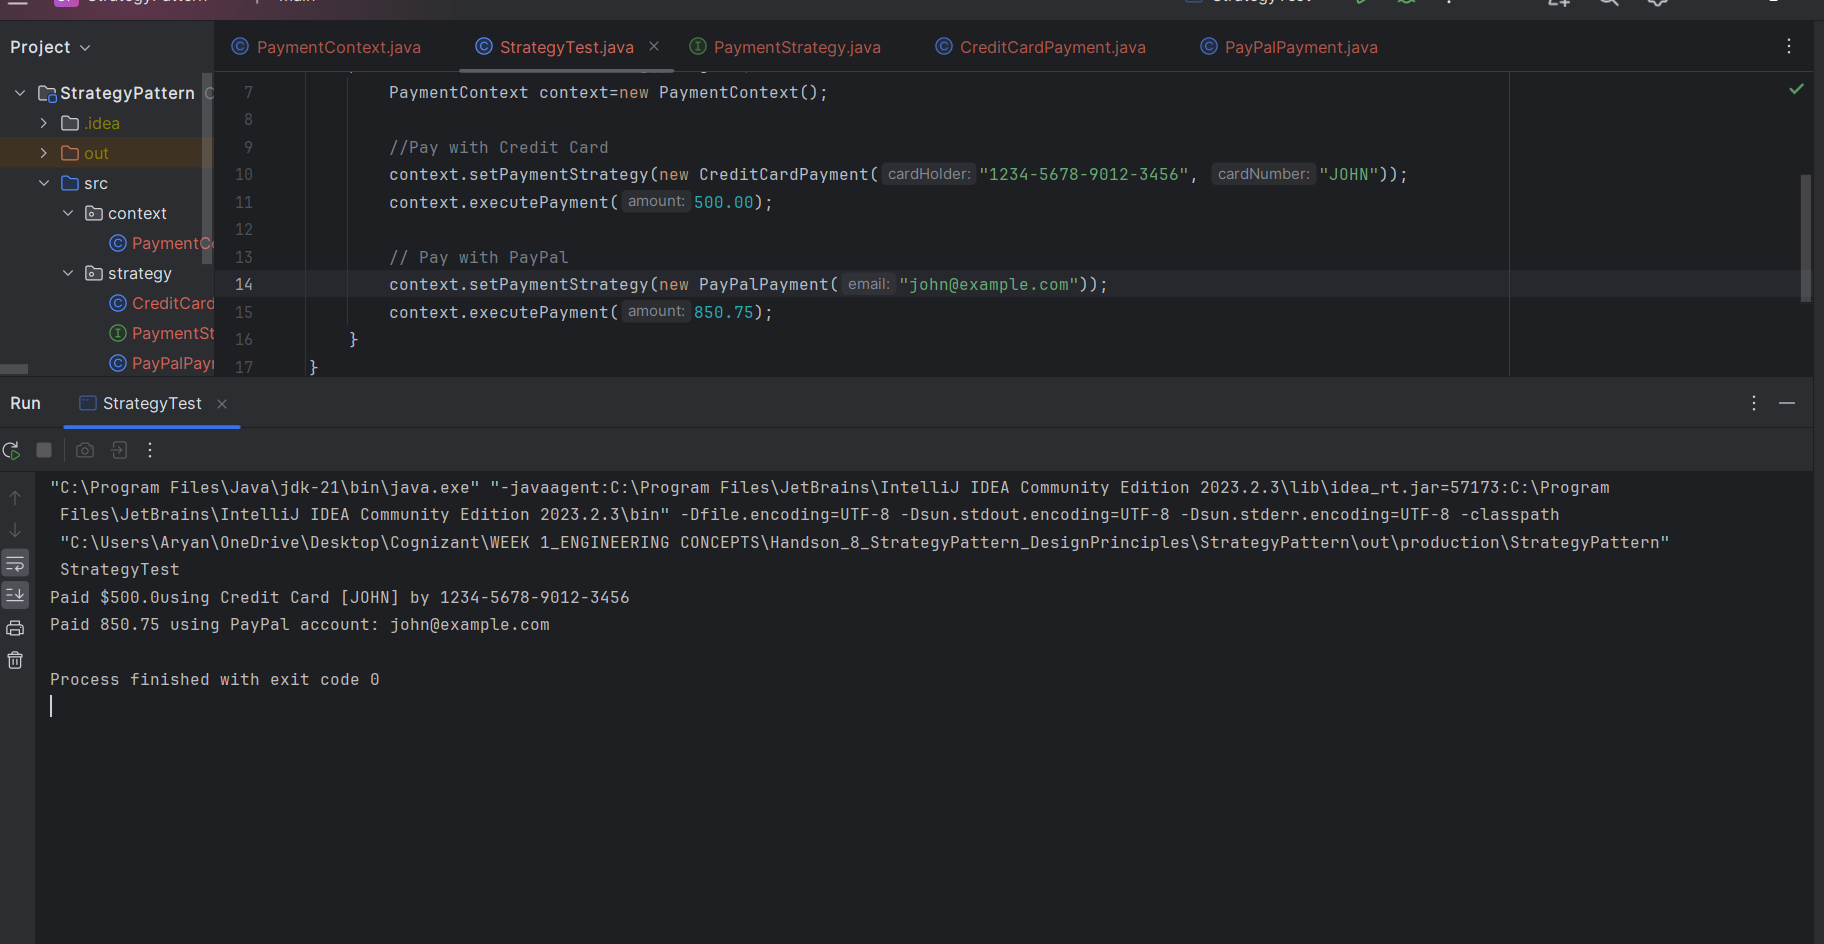 Project
PaymentContext.java
StrategyTest.java
PaymentStrategy.java
CreditCardPayment.java
PayPalPayment.java
StrategyPattern
.idea
out
src
context
PaymentC
strategy
CreditCard
PaymentSt
PayPalPay
7 PaymentContext context=new PaymentContext();
8
9 //Pay with Credit Card
10 context.setPaymentStrategy(new CreditCardPayment( cardHolder: "1234-5678-9012-3456", cardNumber: "JOHN"));
11 context.executePayment( amount: 500.00);
12
13 // Pay with PayPal
14 context.setPaymentStrategy(new PayPalPayment( email: "john@example.com"));
15 context.executePayment( amount: 850.75);
16 }
17 }
Run StrategyTest
"C:\Program Files\Java\jdk-21\bin\java.exe" "-javaagent:C:\Program Files\JetBrains\IntelliJ IDEA Community Edition 2023.2.3\lib\idea_rt.jar=57173:C:\Program
Files\JetBrains\IntelliJ IDEA Community Edition 2023.2.3\bin" -Dfile.encoding=UTF-8 -Dsun.stdout.encoding=UTF-8 -Dsun.stderr.encoding=UTF-8 -classpath
"C:\Users\Aryan\OneDrive\Desktop\Cognizant\WEEK 1_ENGINEERING CONCEPTS\Handson_8_StrategyPattern_DesignPrinciples\StrategyPattern\out\production\StrategyPattern"
StrategyTest
Paid $500.0using Credit Card [JOHN] by 1234-5678-9012-3456
Paid 850.75 using PayPal account: john@example.com
Process finished with exit code 0